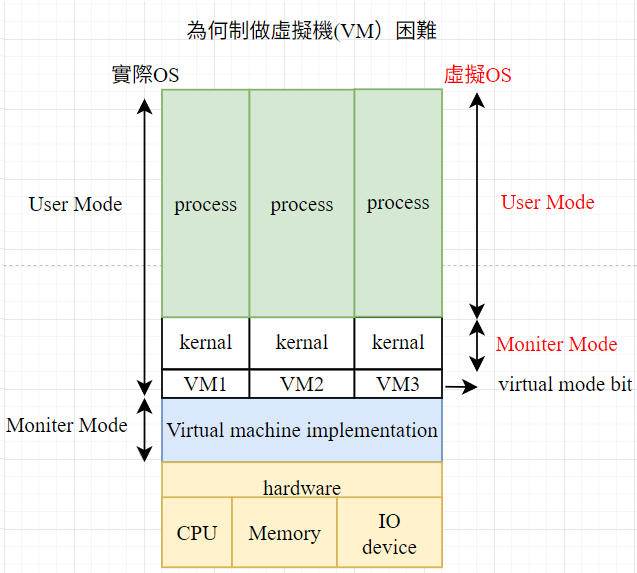 為何制做虛擬機(VM）困難
實際OS
虛擬OS
User Mode
process
process
process
User Mode
kernal
kernal
kernal
Moniter Mode
VM1
VM2
VM3
virtual mode bit
Moniter Mode
Virtual machine implementation
hardware
CPU
Memory
IO
device